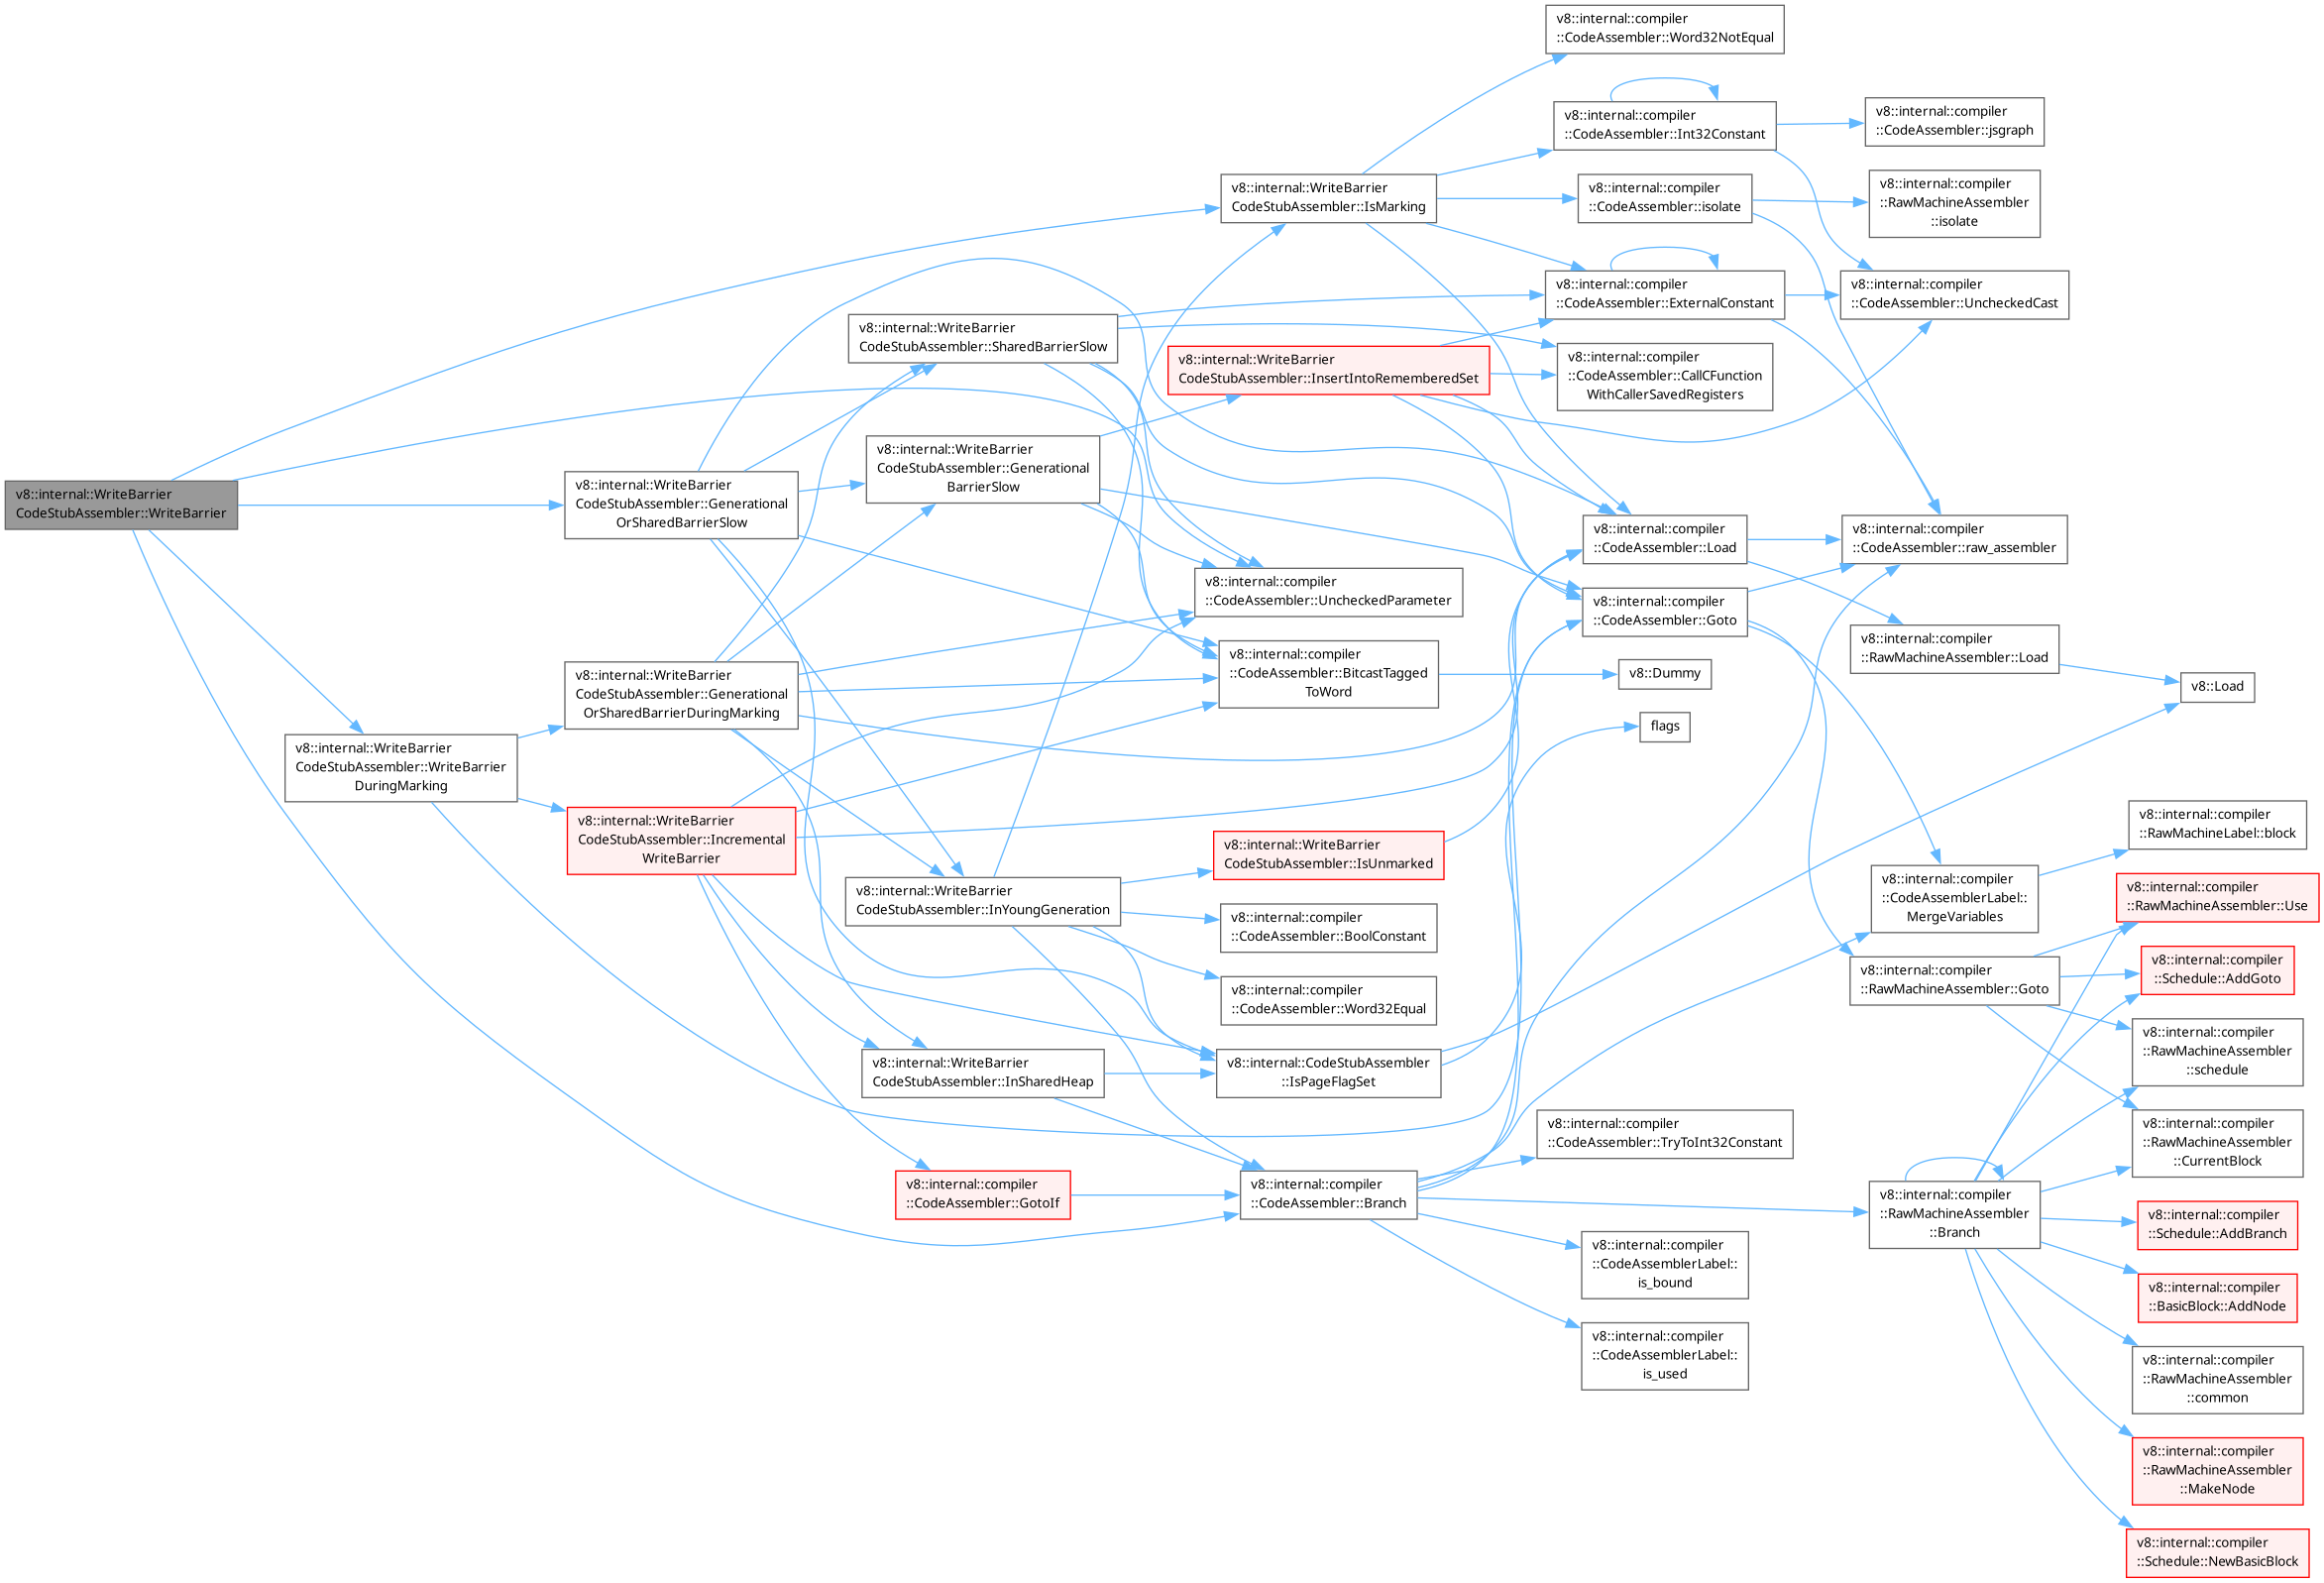 v8::internal::WriteBarrier
CodeStubAssembler::WriteBarrier
v8::internal::WriteBarrier
CodeStubAssembler::WriteBarrier
DuringMarking
v8::internal::WriteBarrier
CodeStubAssembler::Generational
OrSharedBarrierSlow
v8::internal::WriteBarrier
CodeStubAssembler::Generational
OrSharedBarrierDuringMarking
v8::internal::WriteBarrier
CodeStubAssembler::Incremental
WriteBarrier
v8::internal::WriteBarrier
CodeStubAssembler::SharedBarrierSlow
v8::internal::WriteBarrier
CodeStubAssembler::Generational
BarrierSlow
v8::internal::WriteBarrier
CodeStubAssembler::InYoungGeneration
v8::internal::WriteBarrier
CodeStubAssembler::InSharedHeap
v8::internal::compiler
::CodeAssembler::GotoIf
v8::internal::WriteBarrier
CodeStubAssembler::IsMarking
v8::internal::WriteBarrier
CodeStubAssembler::InsertIntoRememberedSet
v8::internal::compiler
::CodeAssembler::UncheckedParameter
v8::internal::compiler
::CodeAssembler::BitcastTagged
ToWord
v8::internal::WriteBarrier
CodeStubAssembler::IsUnmarked
v8::internal::compiler
::CodeAssembler::BoolConstant
v8::internal::compiler
::CodeAssembler::Word32Equal
v8::internal::CodeStubAssembler
::IsPageFlagSet
v8::internal::compiler
::CodeAssembler::Branch
v8::internal::compiler
::CodeAssembler::Word32NotEqual
v8::internal::compiler
::CodeAssembler::Int32Constant
v8::internal::compiler
::CodeAssembler::isolate
v8::internal::compiler
::CodeAssembler::ExternalConstant
v8::internal::compiler
::CodeAssembler::CallCFunction
WithCallerSavedRegisters
v8::internal::compiler
::CodeAssembler::Load
v8::internal::compiler
::CodeAssembler::Goto
v8::Dummy
flags
v8::internal::compiler
::CodeAssembler::TryToInt32Constant
v8::internal::compiler
::CodeAssemblerLabel::
is_bound
v8::internal::compiler
::CodeAssemblerLabel::
is_used
v8::internal::compiler
::CodeAssembler::jsgraph
v8::internal::compiler
::RawMachineAssembler
::isolate
v8::internal::compiler
::CodeAssembler::UncheckedCast
v8::internal::compiler
::CodeAssembler::raw_assembler
v8::internal::compiler
::RawMachineAssembler::Load
v8::internal::compiler
::CodeAssemblerLabel::
MergeVariables
v8::internal::compiler
::RawMachineAssembler::Goto
v8::internal::compiler
::RawMachineAssembler
::Branch
v8::Load
v8::internal::compiler
::RawMachineLabel::block
v8::internal::compiler
::RawMachineAssembler::Use
v8::internal::compiler
::Schedule::AddGoto
v8::internal::compiler
::RawMachineAssembler
::schedule
v8::internal::compiler
::RawMachineAssembler
::CurrentBlock
v8::internal::compiler
::Schedule::AddBranch
v8::internal::compiler
::BasicBlock::AddNode
v8::internal::compiler
::RawMachineAssembler
::common
v8::internal::compiler
::RawMachineAssembler
::MakeNode
v8::internal::compiler
::Schedule::NewBasicBlock